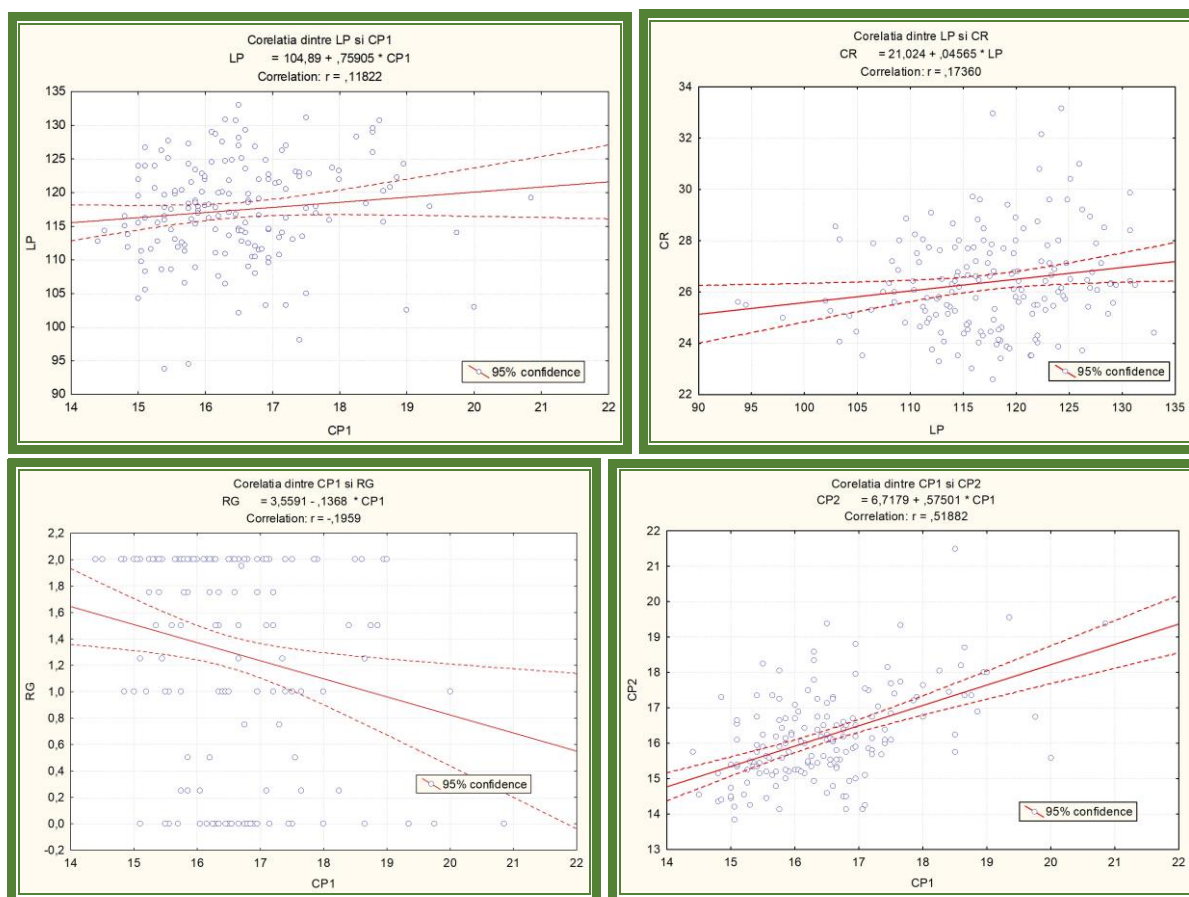 Corelatia dintre LP si CP1
LP = 104,89 + ,75905 * CP1
Correlation: r = ,11822
135
130
125
120
115
110
105
100
95
90
LP
14 15 16 17 18 19 20 21 22
CP1
95% confidence
Corelatia dintre LP si CR
CR = 21,024 + ,04565 * LP
Correlation: r = ,17360
34
32
30
28
26
24
22
CR
90 95 100 105 110 115 120 125 130 135
LP
95% confidence
Corelatia dintre CP1 si RG
RG = 3,5591 - ,1368 * CP1
Correlation: r = -,1959
2,2
2,0
1,8
1,6
1,4
1,2
1,0
0,8
0,6
0,4
0,2
0,0
-0,2
RG
14 15 16 17 18 19 20 21 22
CP1
95% confidence
Corelatia dintre CP1 si CP2
CP2 = 6,7179 + ,57501 * CP1
Correlation: r = ,51882
22
21
20
19
18
17
16
15
14
13
CP2
14 15 16 17 18 19 20 21 22
CP1
95% confidence